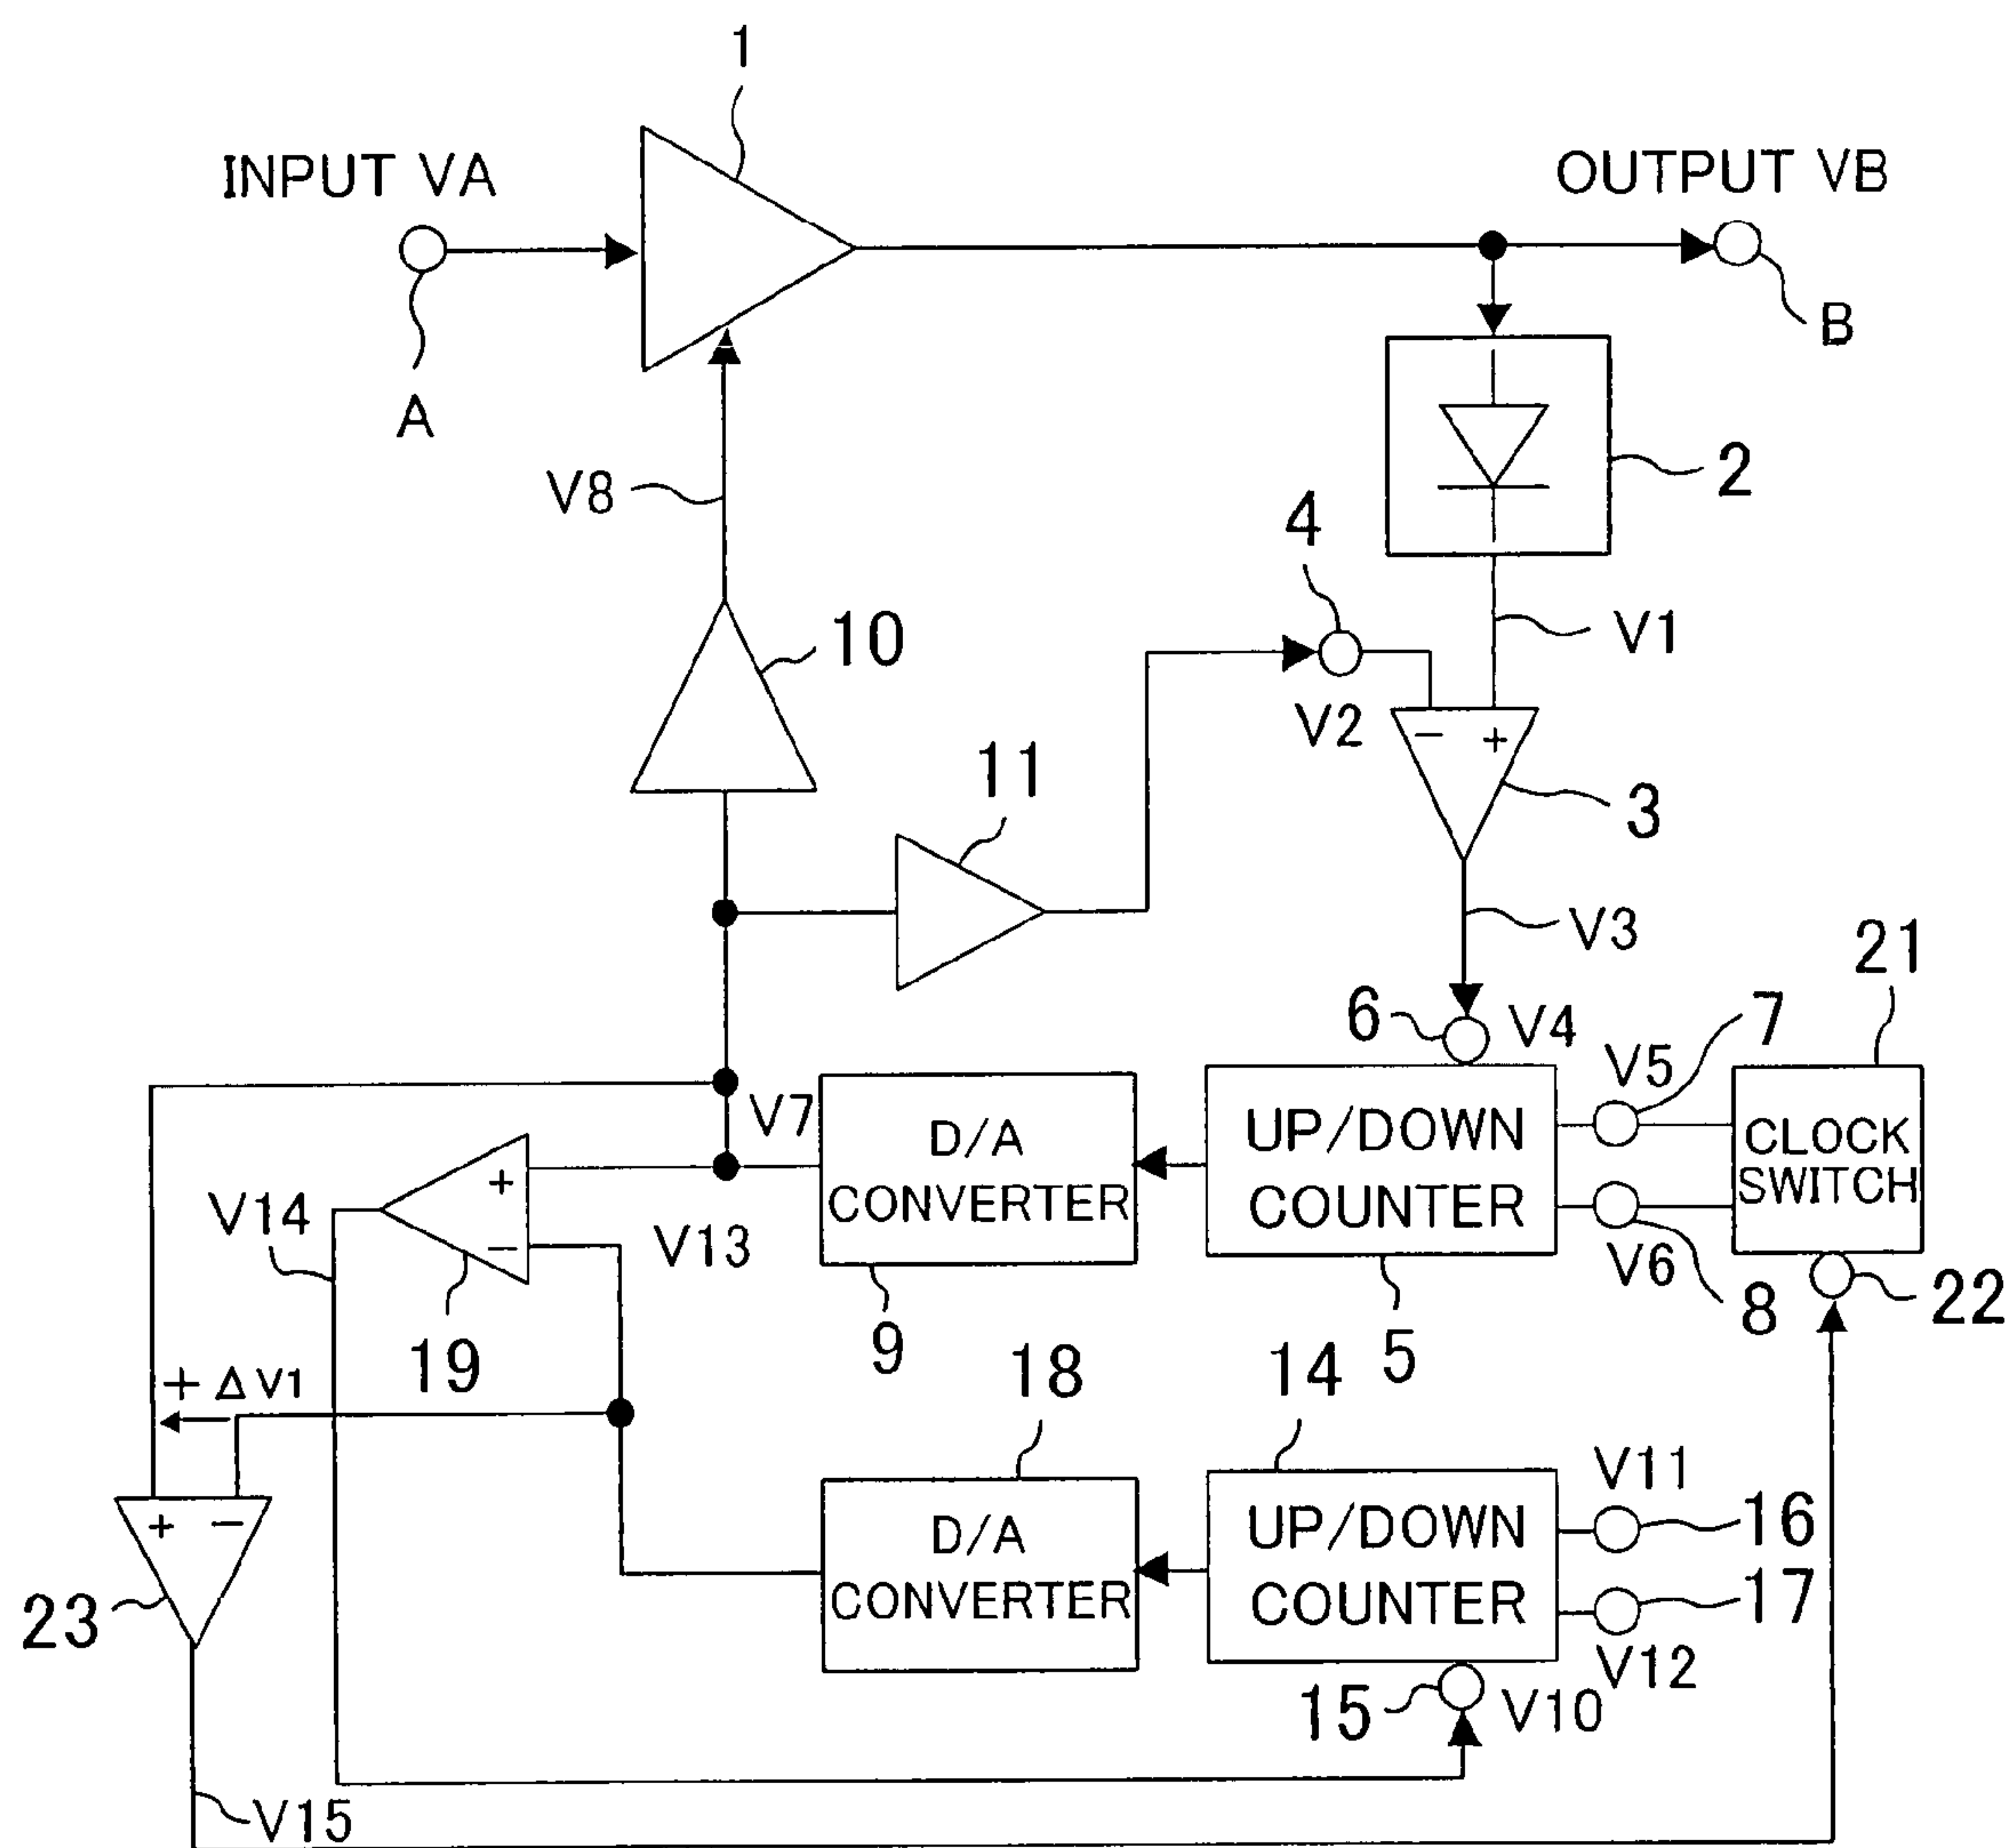 1
INPUT VA
OUTPUT VB
A
B
V8
2
4
10
V1
V2
− +
11
3
V3
21
6
V4
7
V5
V7
D/A
CONVERTER
UP/DOWN
COUNTER
CLOCK
SWITCH
+
−
V14
V13
V6
8
22
19
9
5
+ Δ V1
18
14
V11
+ −
D/A
CONVERTER
UP/DOWN
COUNTER
16
17
23
V12
15
V10
V15